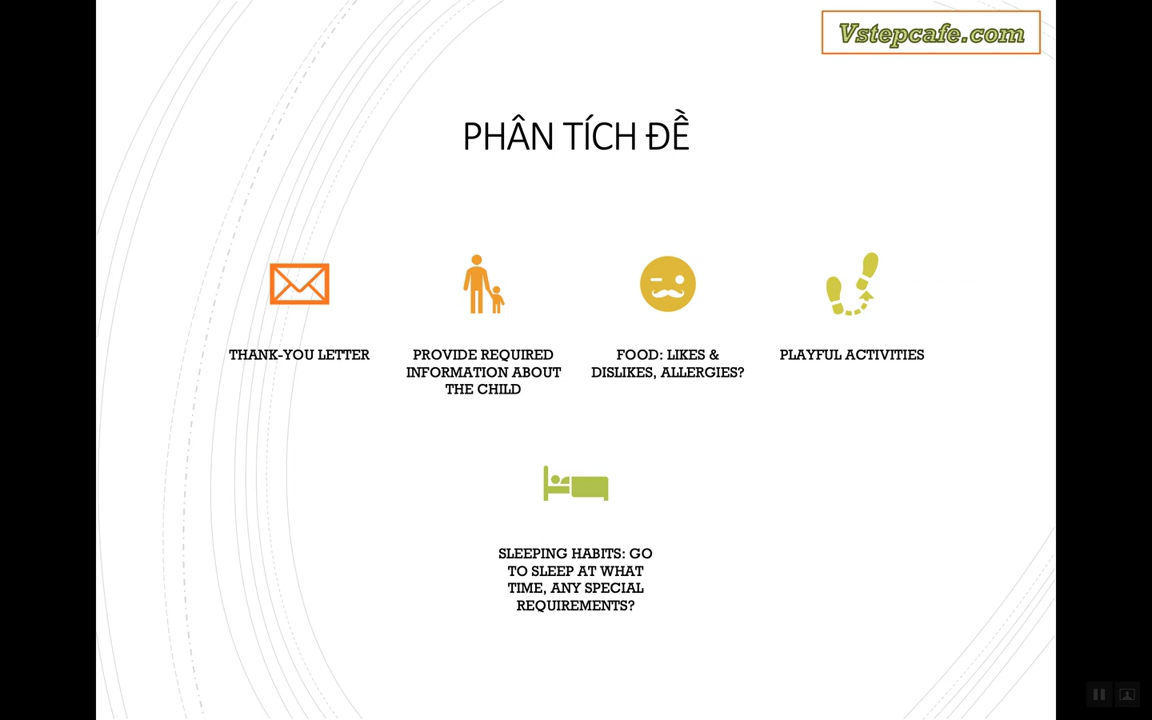 Vstepcafe.com
PHÂN TÍCH ĐỀ
THANK-YOU LETTER
PROVIDE REQUIRED
INFORMATION ABOUT
THE CHILD
FOOD: LIKES &
DISLIKES, ALLERGIES?
PLAYFUL ACTIVITIES
SLEEPING HABITS: GO
TO SLEEP AT WHAT
TIME, ANY SPECIAL
REQUIREMENTS?